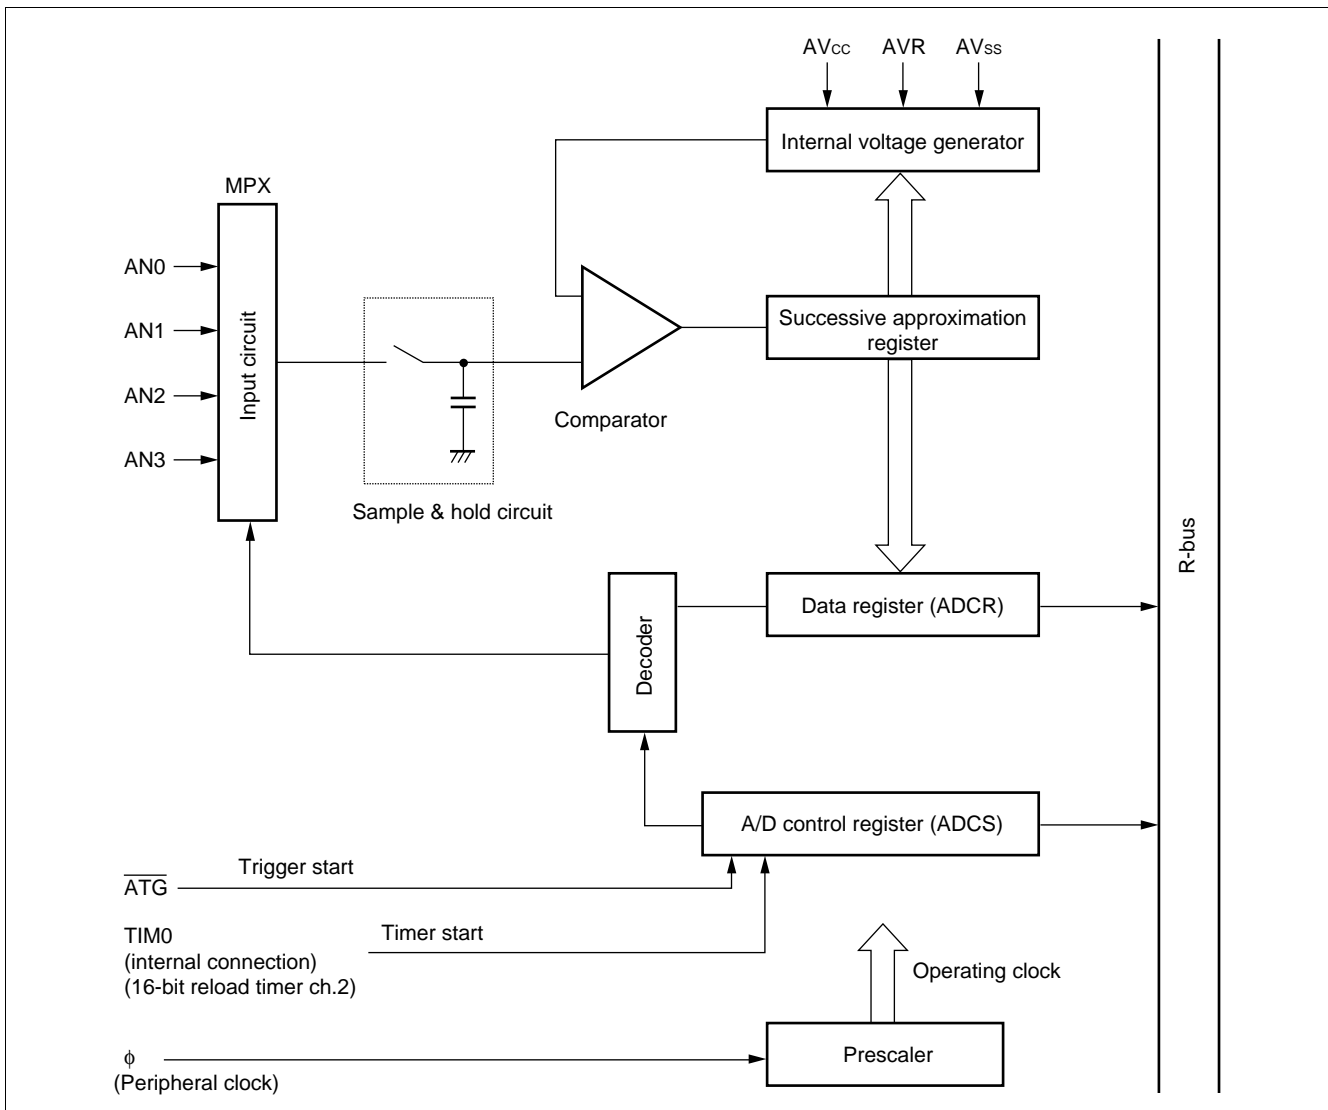 AVCC AVR AVSS
Internal voltage generator
MPX
AN0
AN1
AN2
AN3
Input circuit
Successive approximation
register
Comparator
Sample & hold circuit
R-bus
Decoder
Data register (ADCR)
A/D control register (ADCS)
ATG
Trigger start
TIM0
(internal connection)
(16-bit reload timer ch.2)
Timer start
Operating clock
φ
(Peripheral clock)
Prescaler